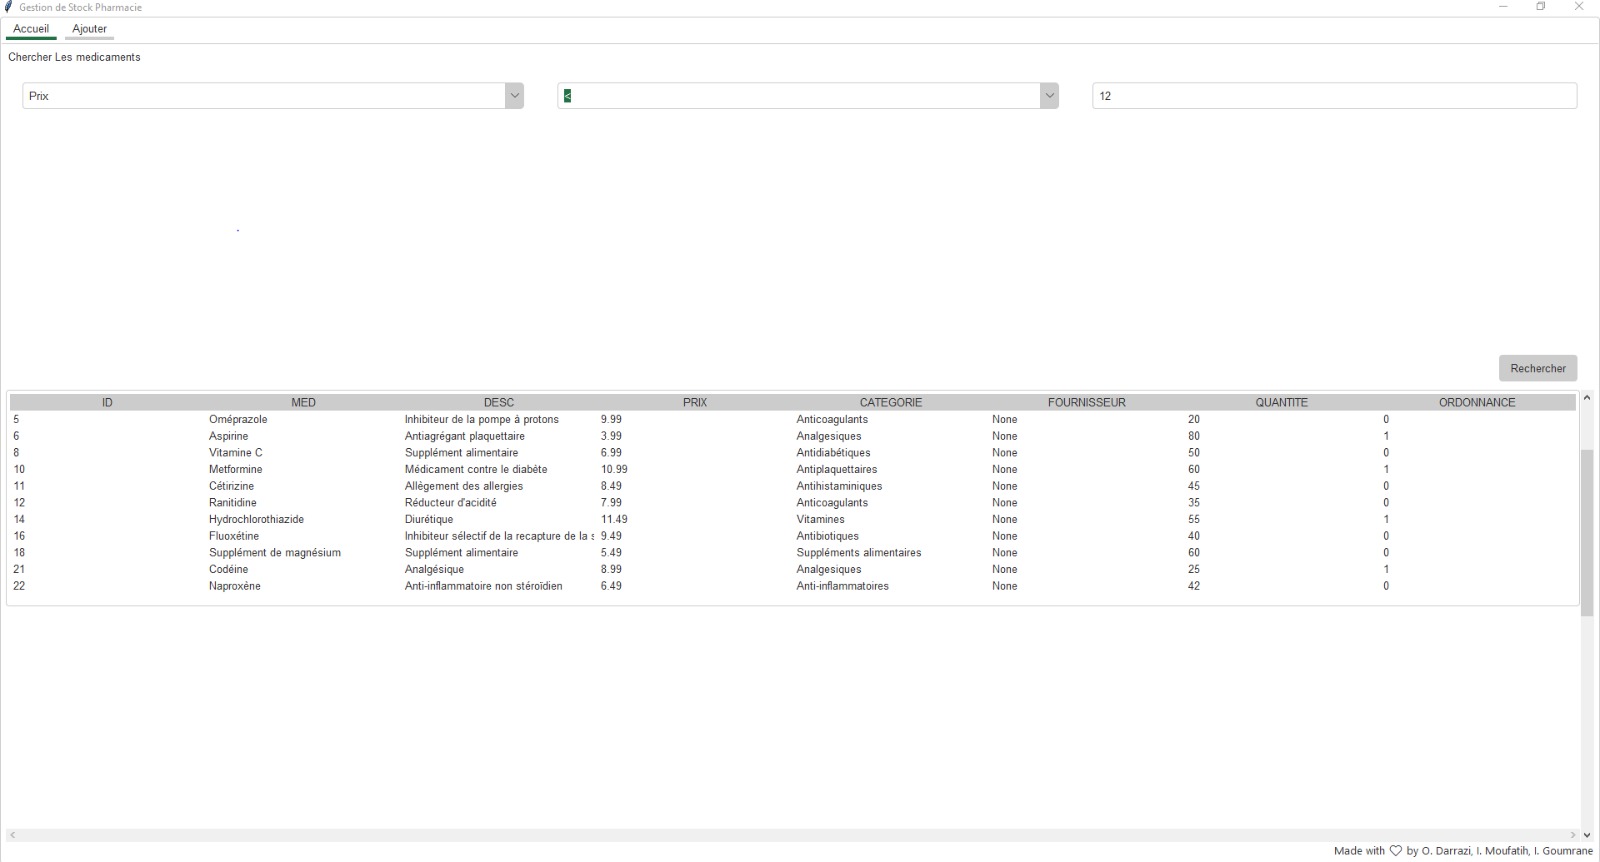 Gestion de Stock Pharmacie
Accueil Ajouter
Chercher Les medicaments
Prix < 12
Rechercher
ID MED DESC PRIX CATEGORIE FOURNISSEUR QUANTITE ORDONNANCE
5 Oméprazole Inhibiteur de la pompe à protons 9.99 Anticoagulants None 20 0
6 Aspirine Antiagrégant plaquettaire 3.99 Analgesiques None 80 1
8 Vitamine C Supplément alimentaire 6.99 Antidiabétiques None 50 0
10 Metformine Médicament contre le diabète 10.99 Antiplaquettaires None 60 1
11 Cétirizine Allègement des allergies 8.49 Antihistaminiques None 45 0
12 Ranitidine Réducteur d'acidité 7.99 Anticoagulants None 35 0
14 Hydrochlorothiazide Diurétique 11.49 Vitamines None 55 1
16 Fluoxétine Inhibiteur sélectif de la recapture de la s 9.49 Antibiotiques None 40 0
18 Supplément de magnésium Supplément alimentaire 5.49 Suppléments alimentaires None 60 0
21 Codéine Analgésique 8.99 Analgesiques None 25 1
22 Naproxène Anti-inflammatoire non stéroïdien 6.49 Anti-inflammatoires None 42 0
Made with ♡ by O. Darrazi, I. Moufatih, I. Goumrane